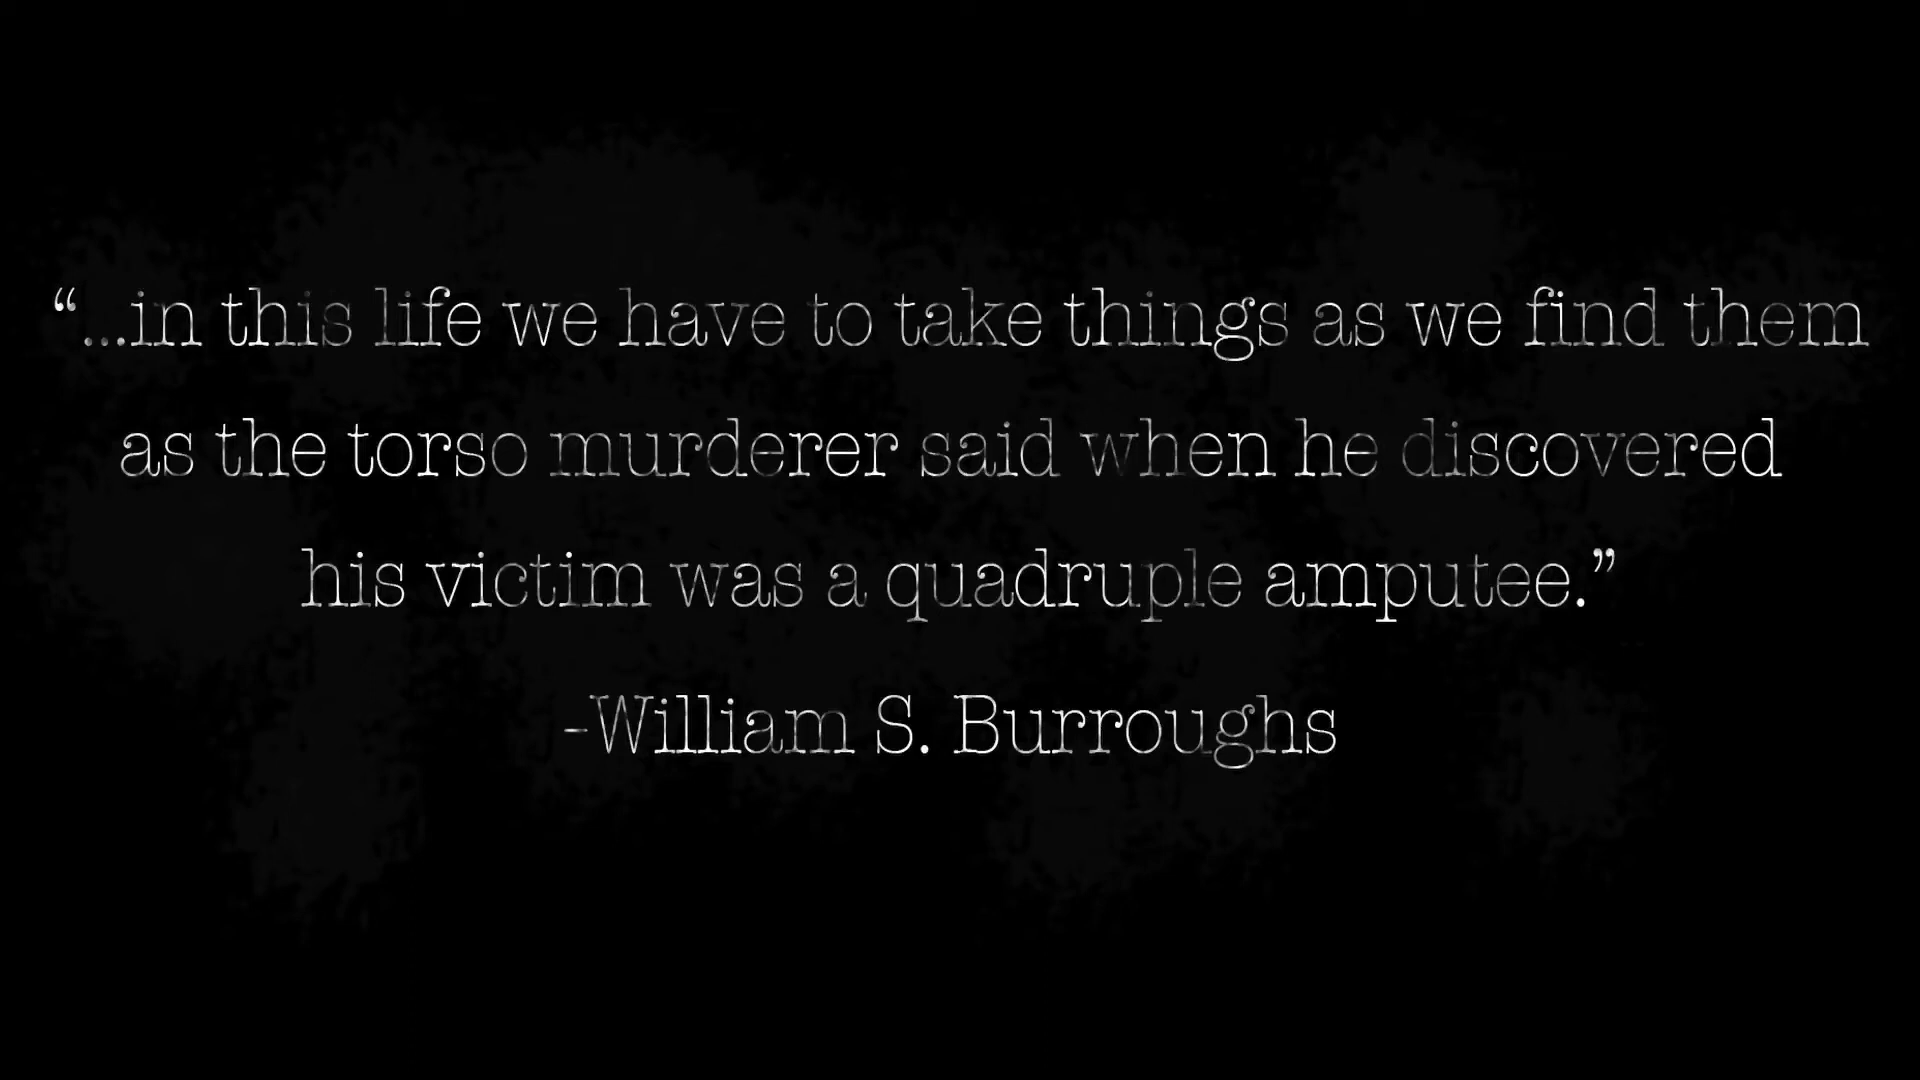 “...in this life we have to take things as we find them
as the torso murderer said when he discovered
his victim was a quadruple amputee.”
-William S. Burroughs